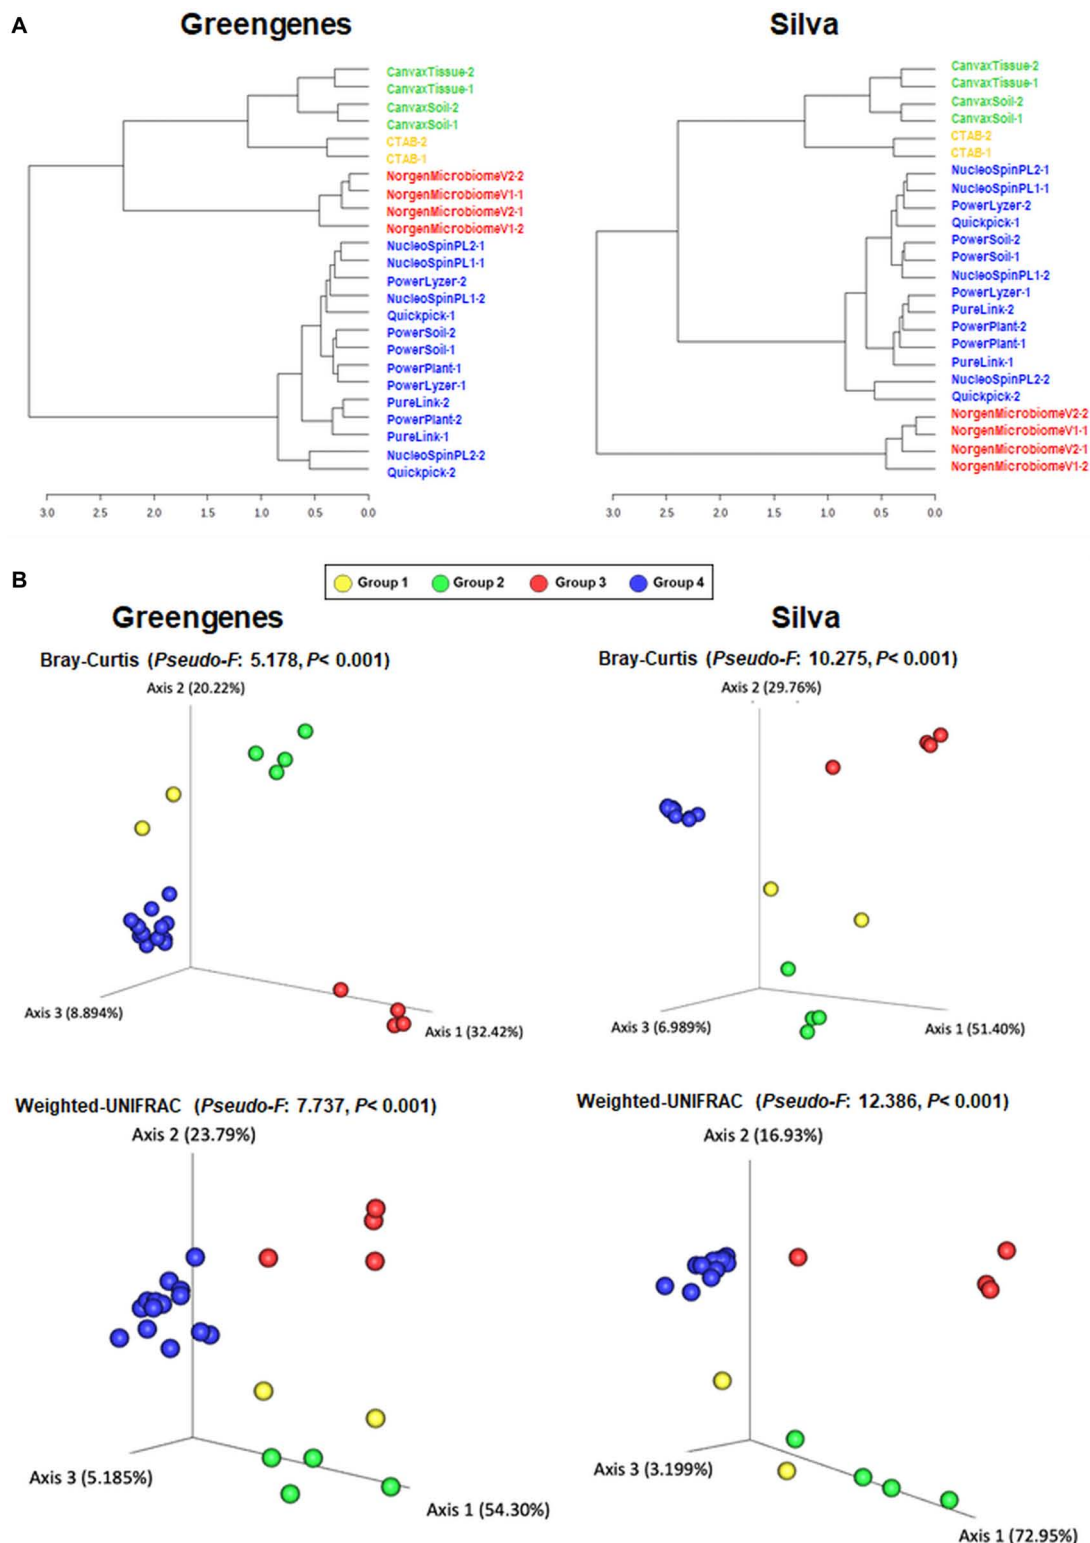 A
Greengenes
CanvaxTissue-2
CanvaxTissue-1
CanvaxSoil-2
CanvaxSoil-1
CTAB-2
CTAB-1
NorgenMicrobiomeV2-2
NorgenMicrobiomeV1-1
NorgenMicrobiomeV2-1
NorgenMicrobiomeV1-2
NucleoSpinPL2-1
NucleoSpinPL1-1
PowerLyzer-2
NucleoSpinPL1-2
Quickpick-1
PowerSoil-2
PowerSoil-1
PowerPlant-1
PowerLyzer-1
PureLink-2
PowerPlant-2
PureLink-1
NucleoSpinPL2-2
Quickpick-2
3.0 2.5 2.0 1.5 1.0 0.5 0.0
Silva
CanvaxTissue-2
CanvaxTissue-1
CanvaxSoil-2
CanvaxSoil-1
CTAB-2
CTAB-1
NucleoSpinPL2-1
NucleoSpinPL1-1
PowerLyzer-2
Quickpick-1
PowerSoil-2
PowerSoil-1
NucleoSpinPL1-2
PowerLyzer-1
PureLink-2
PowerPlant-2
PowerPlant-1
PureLink-1
NucleoSpinPL2-2
Quickpick-2
NorgenMicrobiomeV2-2
NorgenMicrobiomeV1-1
NorgenMicrobiomeV2-1
NorgenMicrobiomeV1-2
3.0 2.5 2.0 1.5 1.0 0.5 0.0
B
Group 1 Group 2 Group 3 Group 4
Greengenes
Bray-Curtis (Pseudo-F: 5.178, P< 0.001)
Axis 2 (20.22%)
Axis 3 (8.894%)
Axis 1 (32.42%)
Silva
Bray-Curtis (Pseudo-F: 10.275, P< 0.001)
Axis 2 (29.76%)
Axis 3 (6.989%)
Axis 1 (51.40%)
Weighted-UNIFRAC (Pseudo-F: 7.737, P< 0.001)
Axis 2 (23.79%)
Axis 3 (5.185%)
Axis 1 (54.30%)
Weighted-UNIFRAC (Pseudo-F: 12.386, P< 0.001)
Axis 2 (16.93%)
Axis 3 (3.199%)
Axis 1 (72.95%)